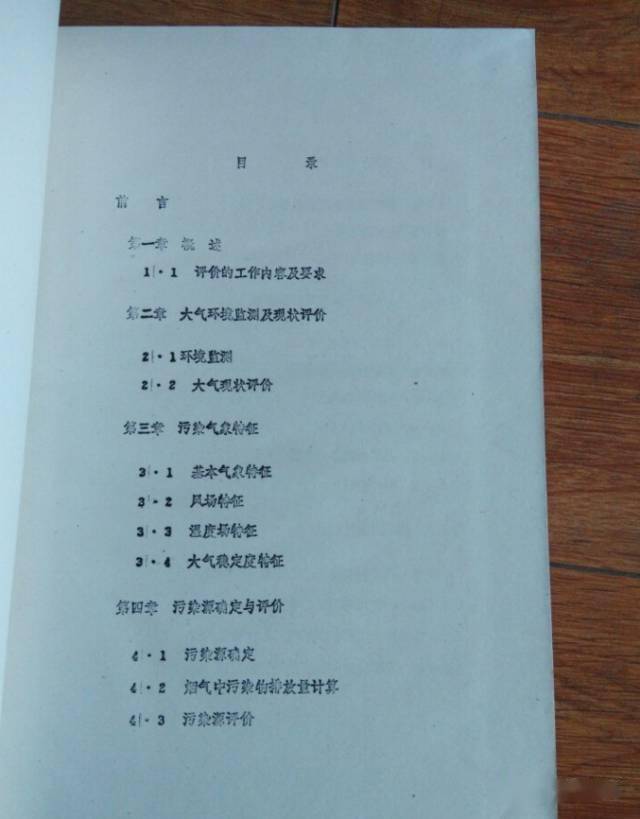 目 录
前 言
第一章 概 述
1·1 评价的工作内容及要求
第二章 大气环境监测及现状评价
2·1环境监测
2·2 大气现状评价
第三章 污染气象特征
3·1 基本气象特征
3·2 风场特征
3·3 温度场特征
3·4 大气稳定度特征
第四章 污染源确定与评价
4·1 污染源确定
4·2 烟气中污染物排放量计算
4·3 污染源评价